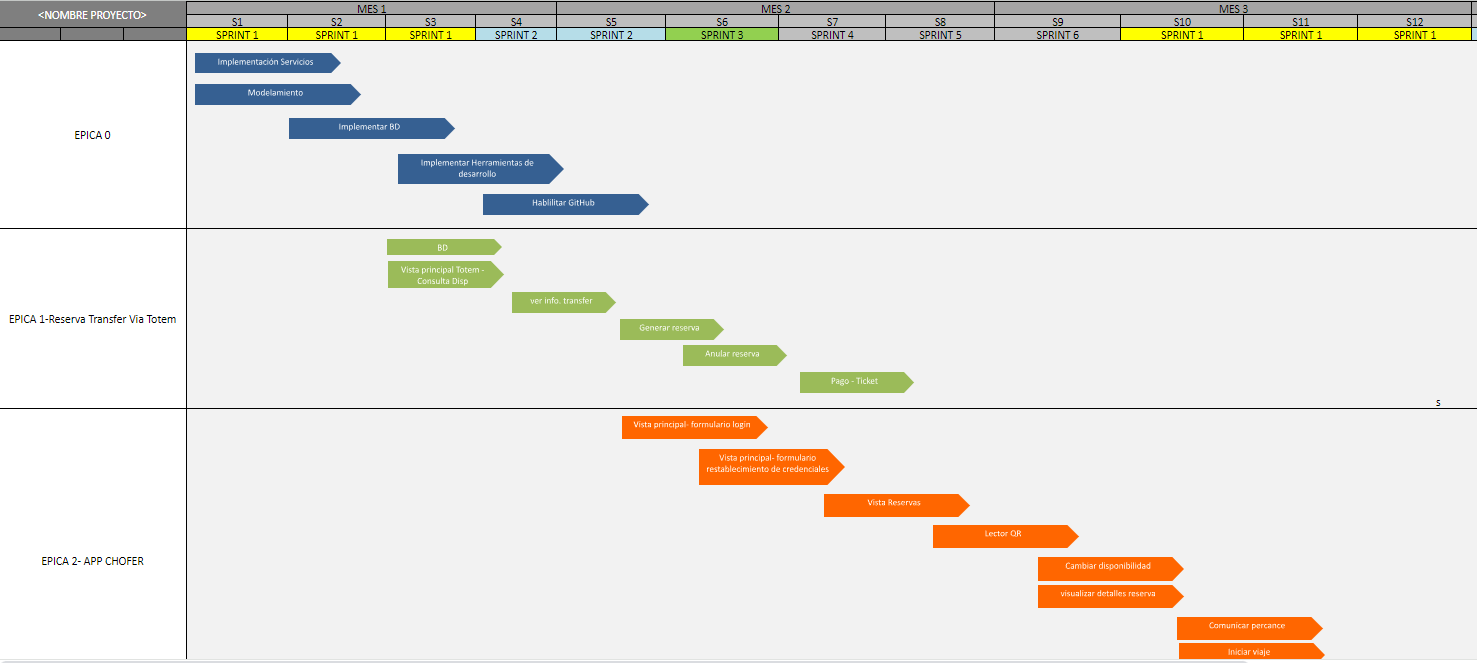 <NOMBRE PROYECTO>
MES 1 MES 2 MES 3
S1 S2 S3 S4 S5 S6 S7 S8 S9 S10 S11 S12
SPRINT 1 SPRINT 1 SPRINT 1 SPRINT 2 SPRINT 2 SPRINT 3 SPRINT 4 SPRINT 5 SPRINT 6 SPRINT 1 SPRINT 1 SPRINT 1
EPICA 0
Implementación Servicios
Modelamiento
Implementar BD
Implementar Herramientas de
desarrollo
Hablilitar GitHub
EPICA 1-Reserva Transfer Via Totem
BD
Vista principal Totem -
Consulta Disp
ver info. transfer
Generar reserva
Anular reserva
Pago - Ticket
s
EPICA 2- APP CHOFER
Vista principal- formulario login
Vista principal- formulario
restablecimiento de credenciales
Vista Reservas
Lector QR
Cambiar disponibilidad
visualizar detalles reserva
Comunicar percance
Iniciar viaje